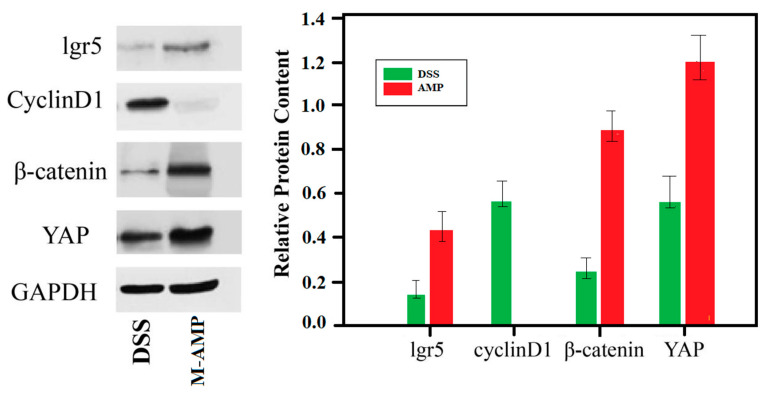 lgr5
CyclinD1
β-catenin
YAP
GAPDH
DSS
M-AMP
Relative Protein Content
1.4
1.2
1.0
0.8
0.6
0.4
0.2
0.0
DSS
AMP
lgr5 cyclinD1 β-catenin YAP